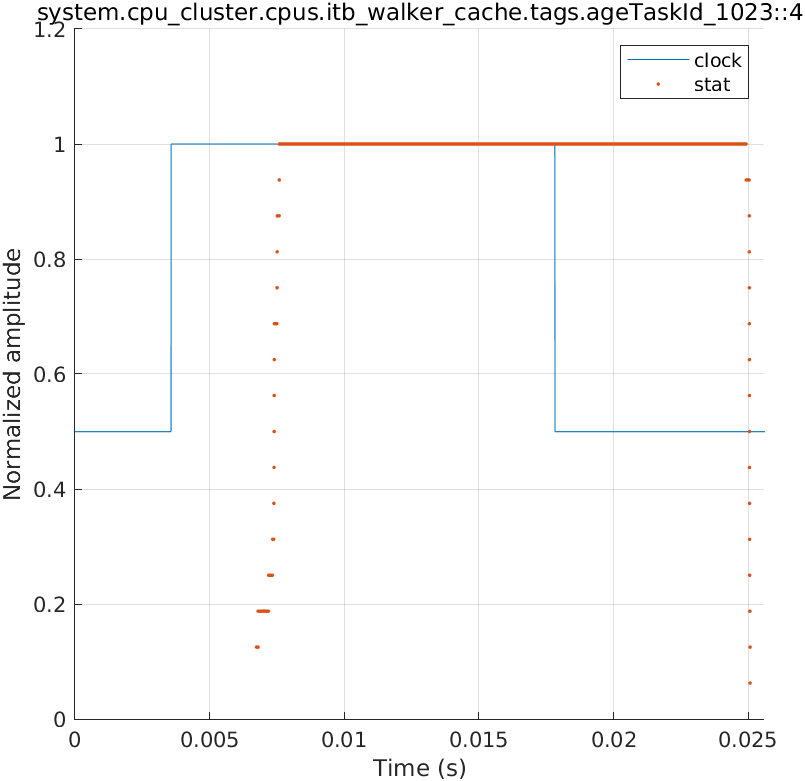 system.cpu_cluster.cpus.itb_walker_cache.tags.ageTaskId_1023::4
1.2
clock
stat
1
0.8
0.6
0.4
0.2
0
Normalized amplitude
0 0.005 0.01 0.015 0.02 0.025
Time (s)